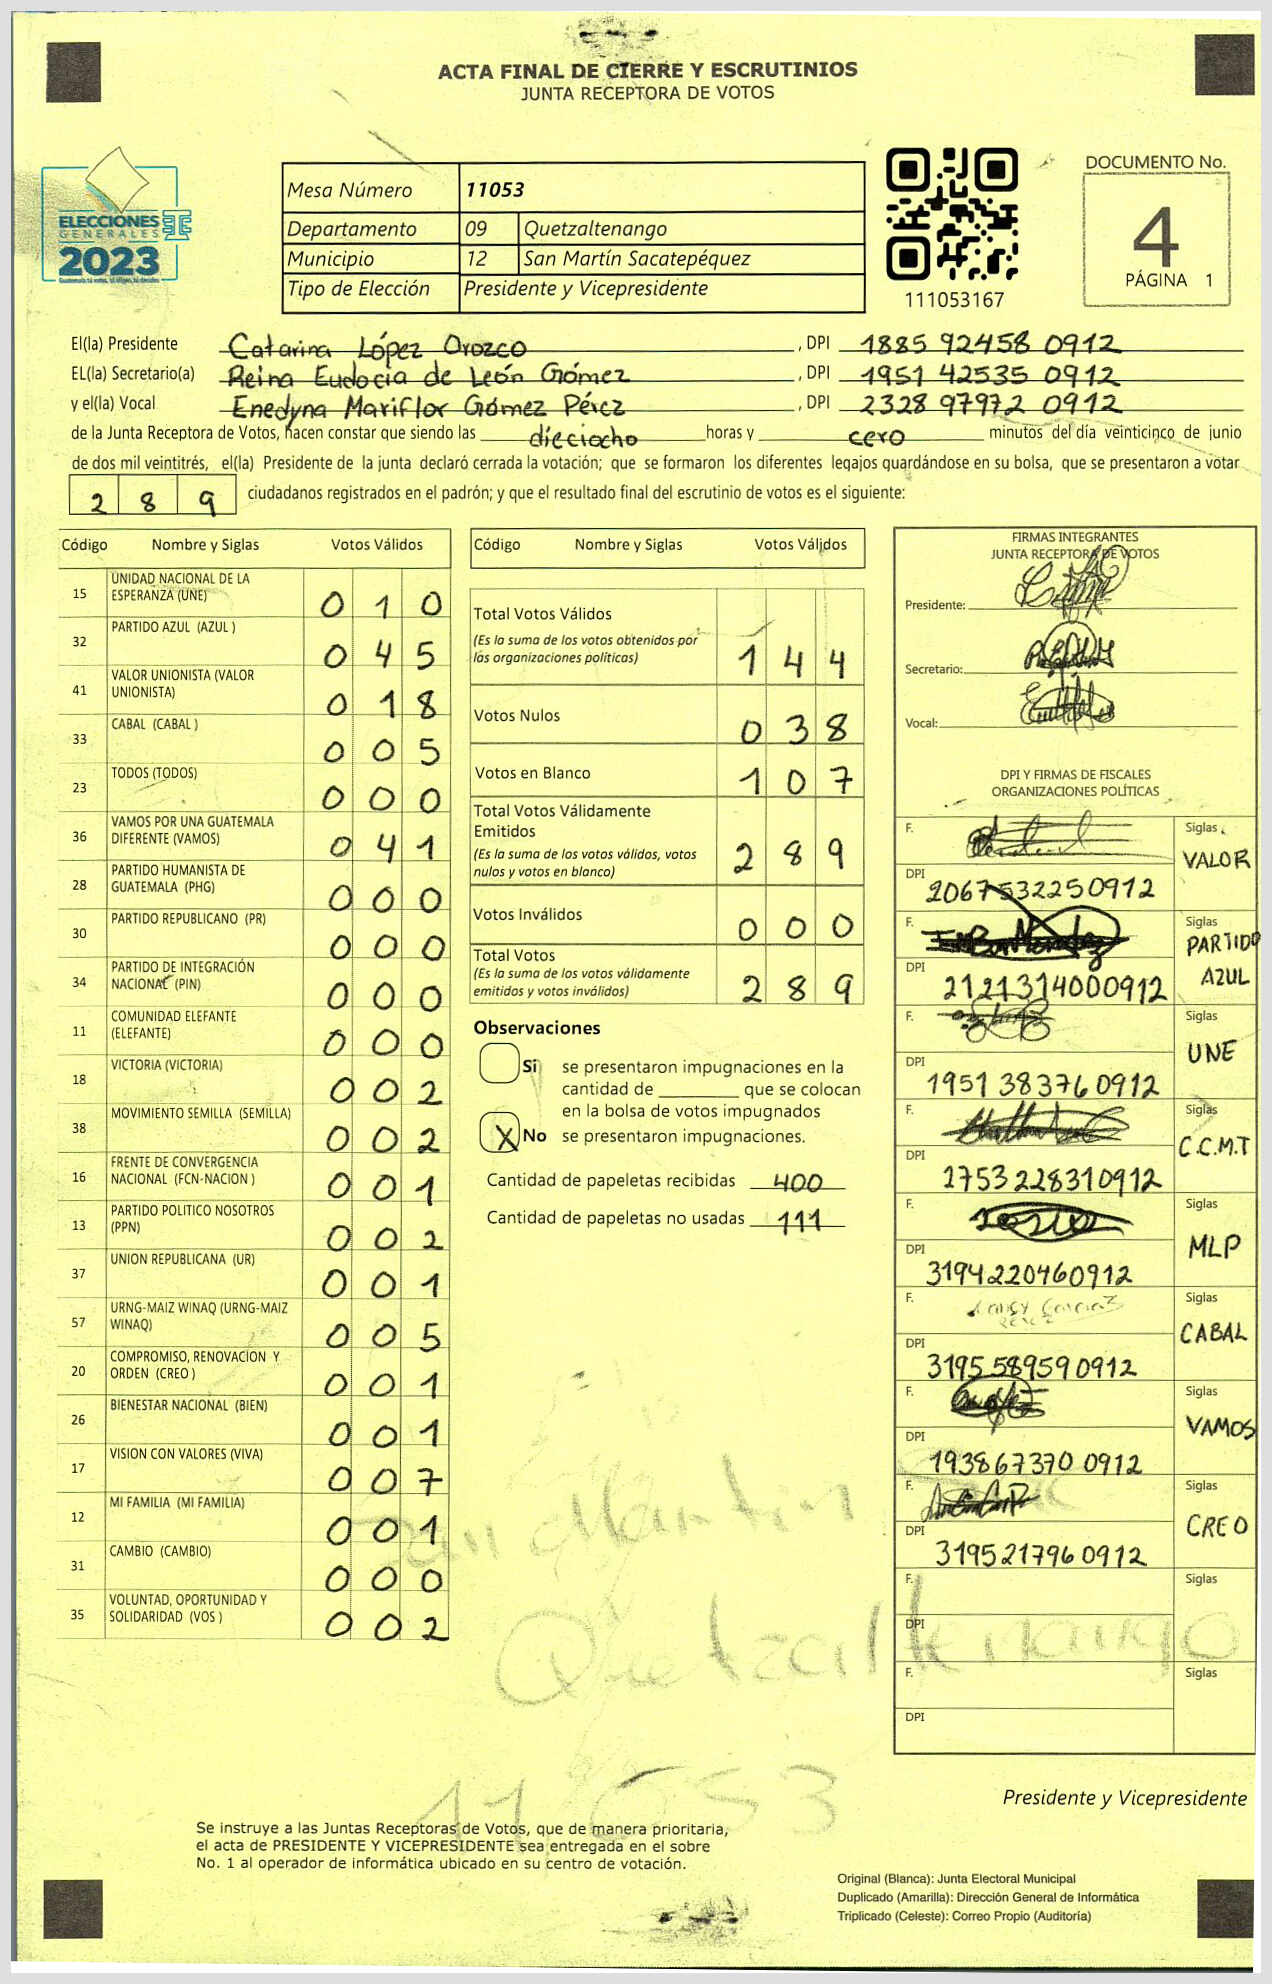 ACTA FINAL DE CIERRE Y ESCRUTINIOS
JUNTA RECEPTORA DE VOTOS
ELECCIONES
GENERALES
2023
Mesa Número 11053
Departamento 09 Quetzaltenango
Municipio 12 San Martín Sacatepéquez
Tipo de Elección Presidente y Vicepresidente
111053167
DOCUMENTO No.
4
PÁGINA 1
El(la) Presidente Catarina López Orozco , DPI 1885 92458 0912
EL(la) Secretario(a) Reina Eudocia de León Gómez , DPI 1951 42535 0912
y el(la) Vocal Enedyna Mariflor Gómez Pérez , DPI 2328 97972 0912
de la Junta Receptora de Votos, hacen constar que siendo las dieciocho horas y cero minutos del día veinticinco de junio
de dos mil veintitrés, el(la) Presidente de la junta declaró cerrada la votación; que se formaron los diferentes legajos guardándose en su bolsa, que se presentaron a votar
2 8 9 ciudadanos registrados en el padrón; y que el resultado final del escrutinio de votos es el siguiente:
Código Nombre y Siglas Votos Válidos
15 UNIDAD NACIONAL DE LA
ESPERANZA (UNE) 0 1 0
32 PARTIDO AZUL (AZUL ) 0 4 5
41 VALOR UNIONISTA (VALOR
UNIONISTA) 0 1 8
33 CABAL (CABAL ) 0 0 5
23 TODOS (TODOS) 0 0 0
36 VAMOS POR UNA GUATEMALA
DIFERENTE (VAMOS) 0 4 1
28 PARTIDO HUMANISTA DE
GUATEMALA (PHG) 0 0 0
30 PARTIDO REPUBLICANO (PR) 0 0 0
34 PARTIDO DE INTEGRACIÓN
NACIONAL (PIN) 0 0 0
11 COMUNIDAD ELEFANTE
(ELEFANTE) 0 0 0
18 VICTORIA (VICTORIA) 0 0 2
38 MOVIMIENTO SEMILLA (SEMILLA) 0 0 2
16 FRENTE DE CONVERGENCIA
NACIONAL (FCN-NACION ) 0 0 1
13 PARTIDO POLITICO NOSOTROS
(PPN) 0 0 2
37 UNION REPUBLICANA (UR) 0 0 1
57 URNG-MAIZ WINAQ (URNG-MAIZ
WINAQ) 0 0 5
20 COMPROMISO, RENOVACION Y
ORDEN (CREO ) 0 0 1
26 BIENESTAR NACIONAL (BIEN) 0 0 1
17 VISION CON VALORES (VIVA) 0 0 7
12 MI FAMILIA (MI FAMILIA) 0 0 1
31 CAMBIO (CAMBIO) 0 0 0
35 VOLUNTAD, OPORTUNIDAD Y
SOLIDARIDAD (VOS ) 0 0 2
Código Nombre y Siglas Votos Válidos
Total Votos Válidos
(Es la suma de los votos obtenidos por
las organizaciones políticas) 1 4 4
Votos Nulos 0 3 8
Votos en Blanco 1 0 7
Total Votos Válidamente
Emitidos
(Es la suma de los votos válidos, votos
nulos y votos en blanco) 2 8 9
Votos Inválidos 0 0 0
Total Votos
(Es la suma de los votos válidamente
emitidos y votos inválidos) 2 8 9
Observaciones
Si se presentaron impugnaciones en la
cantidad de ________ que se colocan
en la bolsa de votos impugnados
X No se presentaron impugnaciones.
Cantidad de papeletas recibidas 400
Cantidad de papeletas no usadas 111
FIRMAS INTEGRANTES
JUNTA RECEPTORA DE VOTOS
Presidente:
Secretario:
Vocal:
DPI Y FIRMAS DE FISCALES
ORGANIZACIONES POLÍTICAS
F. Siglas
VALOR
DPI 2067532250912
F. Siglas
PARTIDO
AZUL
DPI 2121314000912
F. Siglas
UNE
DPI 1951 38376 0912
F. Siglas
C.C.M.T
DPI 2753 22831 0912
F. Siglas
MLP
DPI 3194220460912
F. Siglas
CABAL
DPI 3195 58959 0912
F. Siglas
VAMOS
DPI 193867370 0912
F. Siglas
CREO
DPI 319521796 0912
F. Siglas
DPI
F. Siglas
DPI
San Martin Sac
Quetzaltenango
11,053
Presidente y Vicepresidente
Se instruye a las Juntas Receptoras de Votos, que de manera prioritaria,
el acta de PRESIDENTE Y VICEPRESIDENTE sea entregada en el sobre
No. 1 al operador de informática ubicado en su centro de votación.
Original (Blanca): Junta Electoral Municipal
Duplicado (Amarilla): Dirección General de Informática
Triplicado (Celeste): Correo Propio (Auditoría)